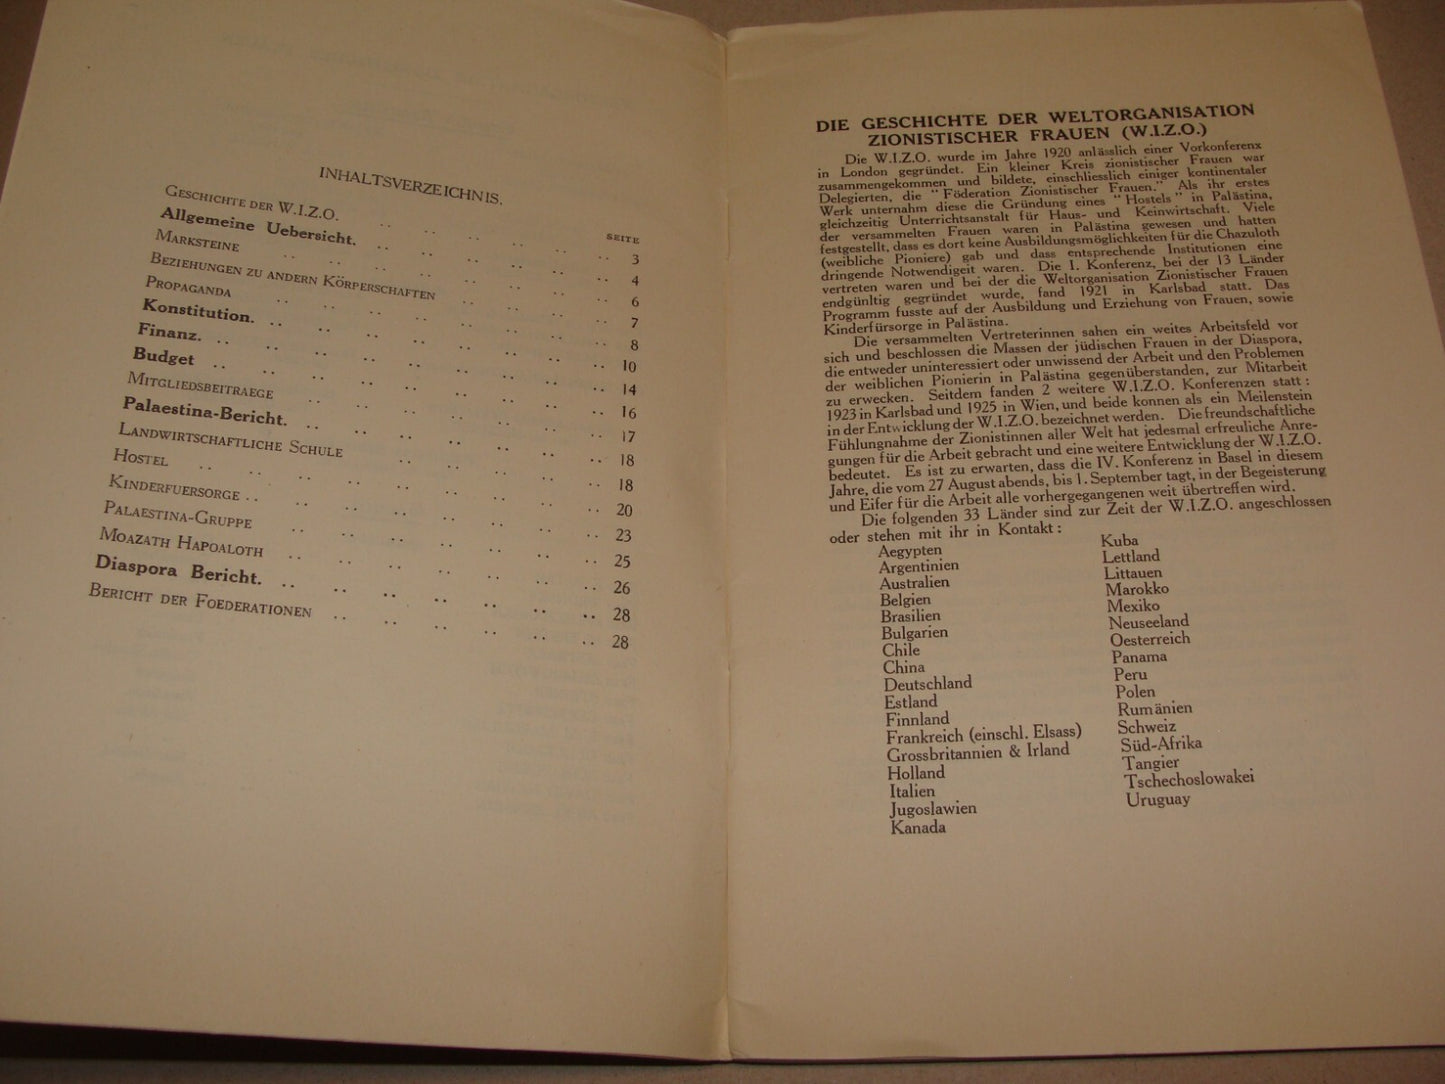 INHALTSVERZEICHNIS.
SEITE
GESCHICHTE DER W.I.Z.O. .. .. .. .. .. 3
Allgemeine Uebersicht. .. .. .. .. .. 4
MARKSTEINE .. .. .. .. .. .. .. 6
BEZIEHUNGEN ZU ANDERN KÖRPERSCHAFTEN .. .. .. .. 7
PROPAGANDA .. .. .. .. .. .. .. 8
Konstitution. .. .. .. .. .. .. .. 10
Finanz. .. .. .. .. .. .. .. .. 14
Budget .. .. .. .. .. .. .. .. 16
MITGLIEDSBEITRAEGE .. .. .. .. .. .. 17
Palaestina-Bericht. .. .. .. .. .. .. 18
LANDWIRTSCHAFTLICHE SCHULE .. .. .. .. .. 18
HOSTEL .. .. .. .. .. .. .. .. 20
KINDERFUERSORGE .. .. .. .. .. .. .. 23
PALAESTINA-GRUPPE .. .. .. .. .. .. 25
MOAZATH HAPOALOTH .. .. .. .. .. .. 26
Diaspora Bericht. .. .. .. .. .. .. .. 28
BERICHT DER FOEDERATIONEN .. .. .. .. .. .. 28
DIE GESCHICHTE DER WELTORGANISATION
ZIONISTISCHER FRAUEN (W.I.Z.O.)
Die W.I.Z.O. wurde im Jahre 1920 anlässlich einer Vorkonferenx
in London gegründet. Ein kleiner Kreis zionistischer Frauen war
zusammengekommen und bildete, einschliesslich einiger kontinentaler
Delegierten, die "Föderation Zionistischer Frauen." Als ihr erstes
Werk unternahm diese die Gründung eines "Hostels" in Palästina,
gleichzeitig Unterrichtsanstalt für Haus- und Keinwirtschaft. Viele
der versammelten Frauen waren in Palästina gewesen und hatten
festgestellt, dass es dort keine Ausbildungsmöglichkeiten für die Chazuloth
(weibliche Pioniere) gab und dass entsprechende Institutionen eine
dringende Notwendigeit waren. Die I. Konferenz, bei der 13 Länder
vertreten waren und bei der die Weltorganisation Zionistischer Frauen
endgültig gegründet wurde, fand 1921 in Karlsbad statt. Das
Programm fusste auf der Ausbildung und Erziehung von Frauen, sowie
Kinderfürsorge in Palästina.
Die versammelten Vertreterinnen sahen ein weites Arbeitsfeld vor
sich und beschlossen die Massen der jüdischen Frauen in der Diaspora,
die entweder uninteressiert oder unwissend der Arbeit und den Problemen
der weiblichen Pionierin in Palästina gegenüberstanden, zur Mitarbeit
zu erwecken. Seitdem fanden 2 weitere W.I.Z.O. Konferenzen statt :
1923 in Karlsbad und 1925 in Wien, und beide konnen als ein Meilenstein
in der Entwicklung der W.I.Z.O. bezeichnet werden. Die freundschaftliche
Fühlungnahme der Zionistinnen aller Welt hat jedesmal erfreuliche Anre-
gungen für die Arbeit gebracht und eine weitere Entwicklung der W.I.Z.O.
bedeutet. Es ist zu erwarten, dass die IV. Konferenz in Basel in diesem
Jahre, die vom 27 August abends, bis 1. September tagt, in der Begeisterung
und Eifer für die Arbeit alle vorhergegangenen weit übertreffen wird.
Die folgenden 33 Länder sind zur Zeit der W.I.Z.O. angeschlossen
oder stehen mit ihr in Kontakt :
Aegypten
Argentinien
Australien
Belgien
Brasilien
Bulgarien
Chile
China
Deutschland
Estland
Finnland
Frankreich (einschl. Elsass)
Grossbritannien & Irland
Holland
Italien
Jugoslawien
Kanada
Kuba
Lettland
Littauen
Marokko
Mexiko
Neuseeland
Oesterreich
Panama
Peru
Polen
Rumänien
Schweiz
Süd-Afrika
Tangier
Tschechoslowakei
Uruguay